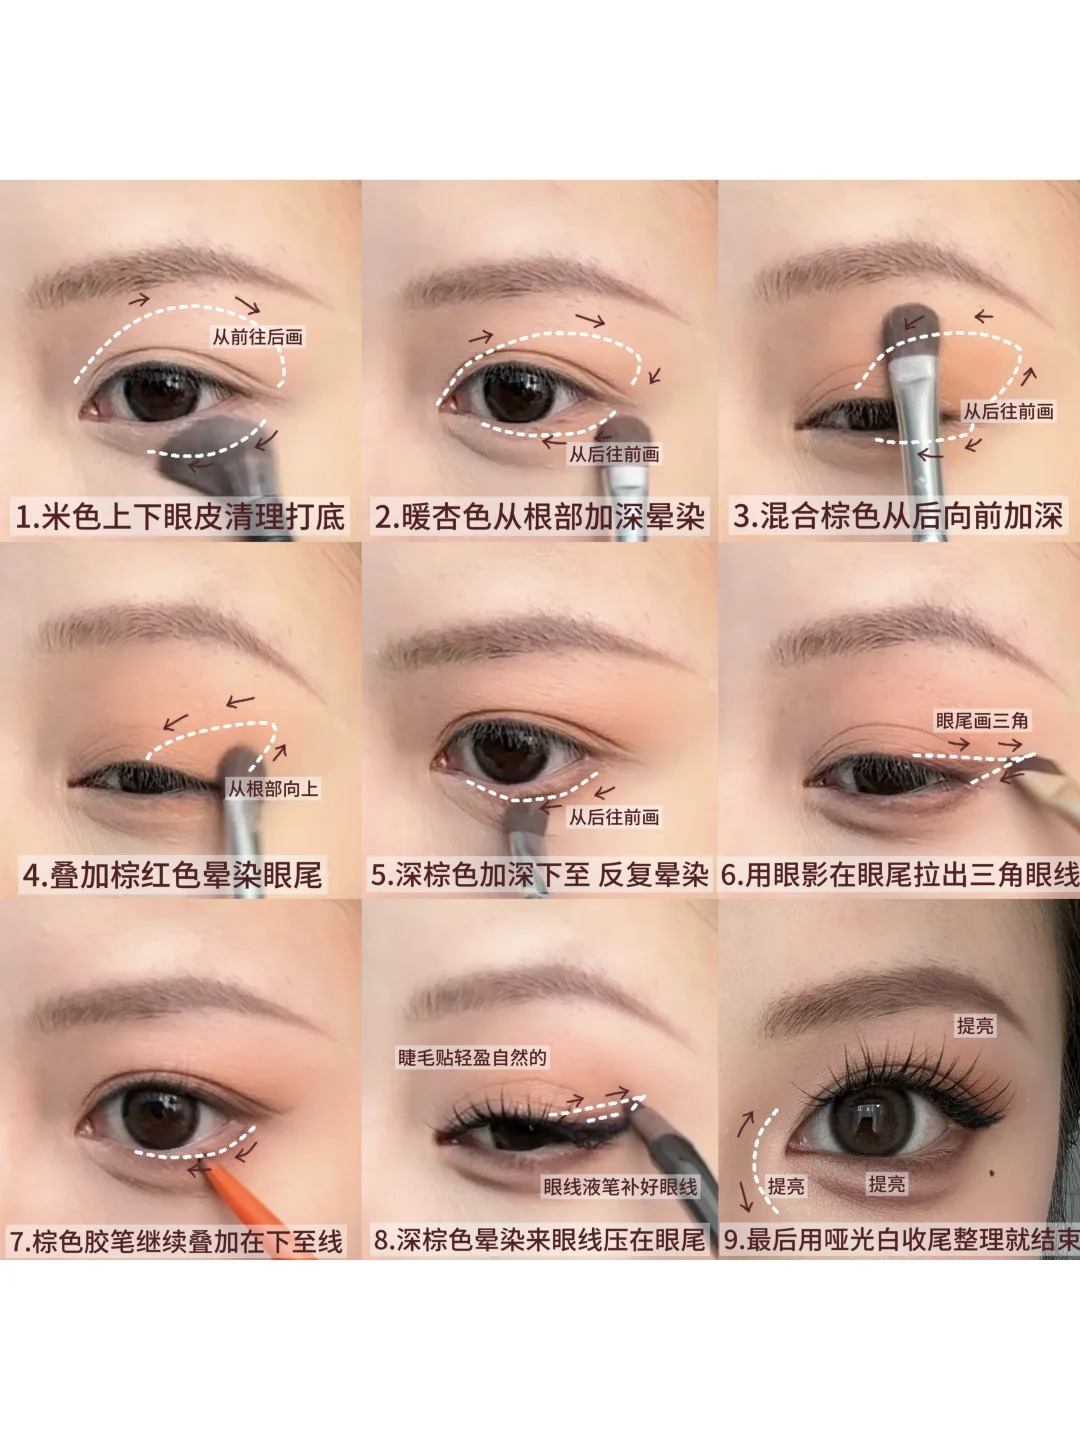 从前往后画
1.米色上下眼皮清理打底
从后往前画
2.暖杏色从根部加深晕染
从后往前画
3.混合棕色从后向前加深
从根部向上
4.叠加棕红色晕染眼尾
从后往前画
5.深棕色加深下至 反复晕染
眼尾画三角
6.用眼影在眼尾拉出三角眼线
7.棕色胶笔继续叠加在下至线
睫毛贴轻盈自然的
眼线液笔补好眼线
8.深棕色晕染来眼线压在眼尾
提亮
提亮
提亮
9.最后用哑光白收尾整理就结束